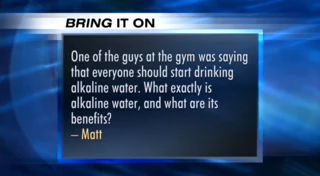 BRING IT ON
One of the guys at the gym was saying
that everyone should start drinking
alkaline water. What exactly is
alkaline water, and what are its
benefits?
– Matt